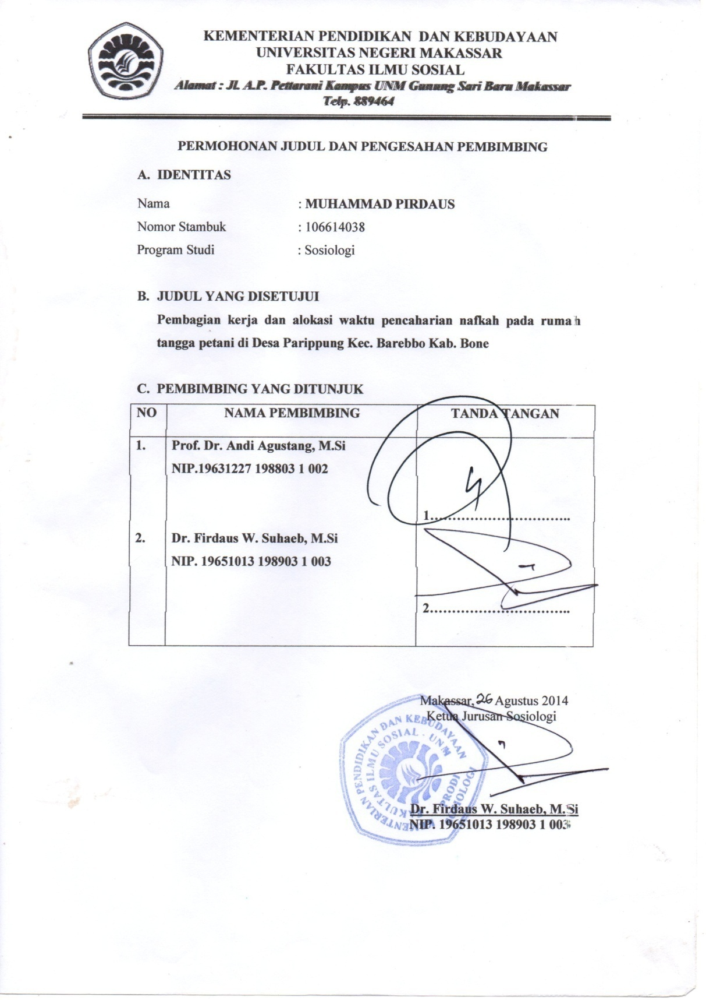 KEMENTERIAN PENDIDIKAN DAN KEBUDAYAAN
UNIVERSITAS NEGERI MAKASSAR
FAKULTAS ILMU SOSIAL
Alamat : Jl. A.P. Pettarani Kampus UNM Gunung Sari Baru Makassar
Telp. 889464
PERMOHONAN JUDUL DAN PENGESAHAN PEMBIMBING
A. IDENTITAS
Nama : MUHAMMAD PIRDAUS
Nomor Stambuk : 106614038
Program Studi : Sosiologi
B. JUDUL YANG DISETUJUI
Pembagian kerja dan alokasi waktu pencaharian nafkah pada rumah
tangga petani di Desa Parippung Kec. Barebbo Kab. Bone
C. PEMBIMBING YANG DITUNJUK
NO NAMA PEMBIMBING TANDA TANGAN
1. Prof. Dr. Andi Agustang, M.Si
NIP.19631227 198803 1 002
1.................................
2. Dr. Firdaus W. Suhaeb, M.Si
NIP. 19651013 198903 1 003
2.................................
Makassar, 26 Agustus 2014
Ketua Jurusan Sosiologi
KEMENTERIAN PENDIDIKAN DAN KEBUDAYAAN
FAKULTAS ILMU SOSIAL - UNM
PRODI
SOSIOLOGI
Dr. Firdaus W. Suhaeb, M.Si
NIP. 19651013 198903 1 003